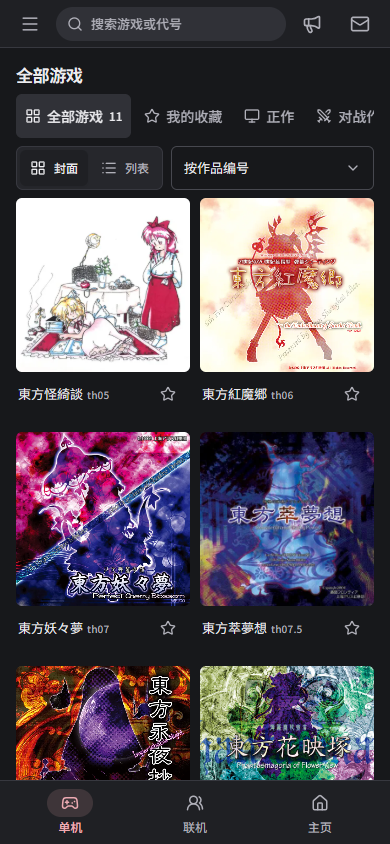 搜索游戏或代号
全部游戏
全部游戏 11 我的收藏 正作 对战作
封面 列表 按作品编号
東方紅魔郷
東方怪綺談 th05
東方紅魔郷 th06
東方妖々夢
Perfect Cherry Blossom
東方萃夢想
東方妖々夢 th07
東方萃夢想 th07.5
東方永夜抄
東方花映塚
Phantasmagoria of Flower View
单机 联机 主页